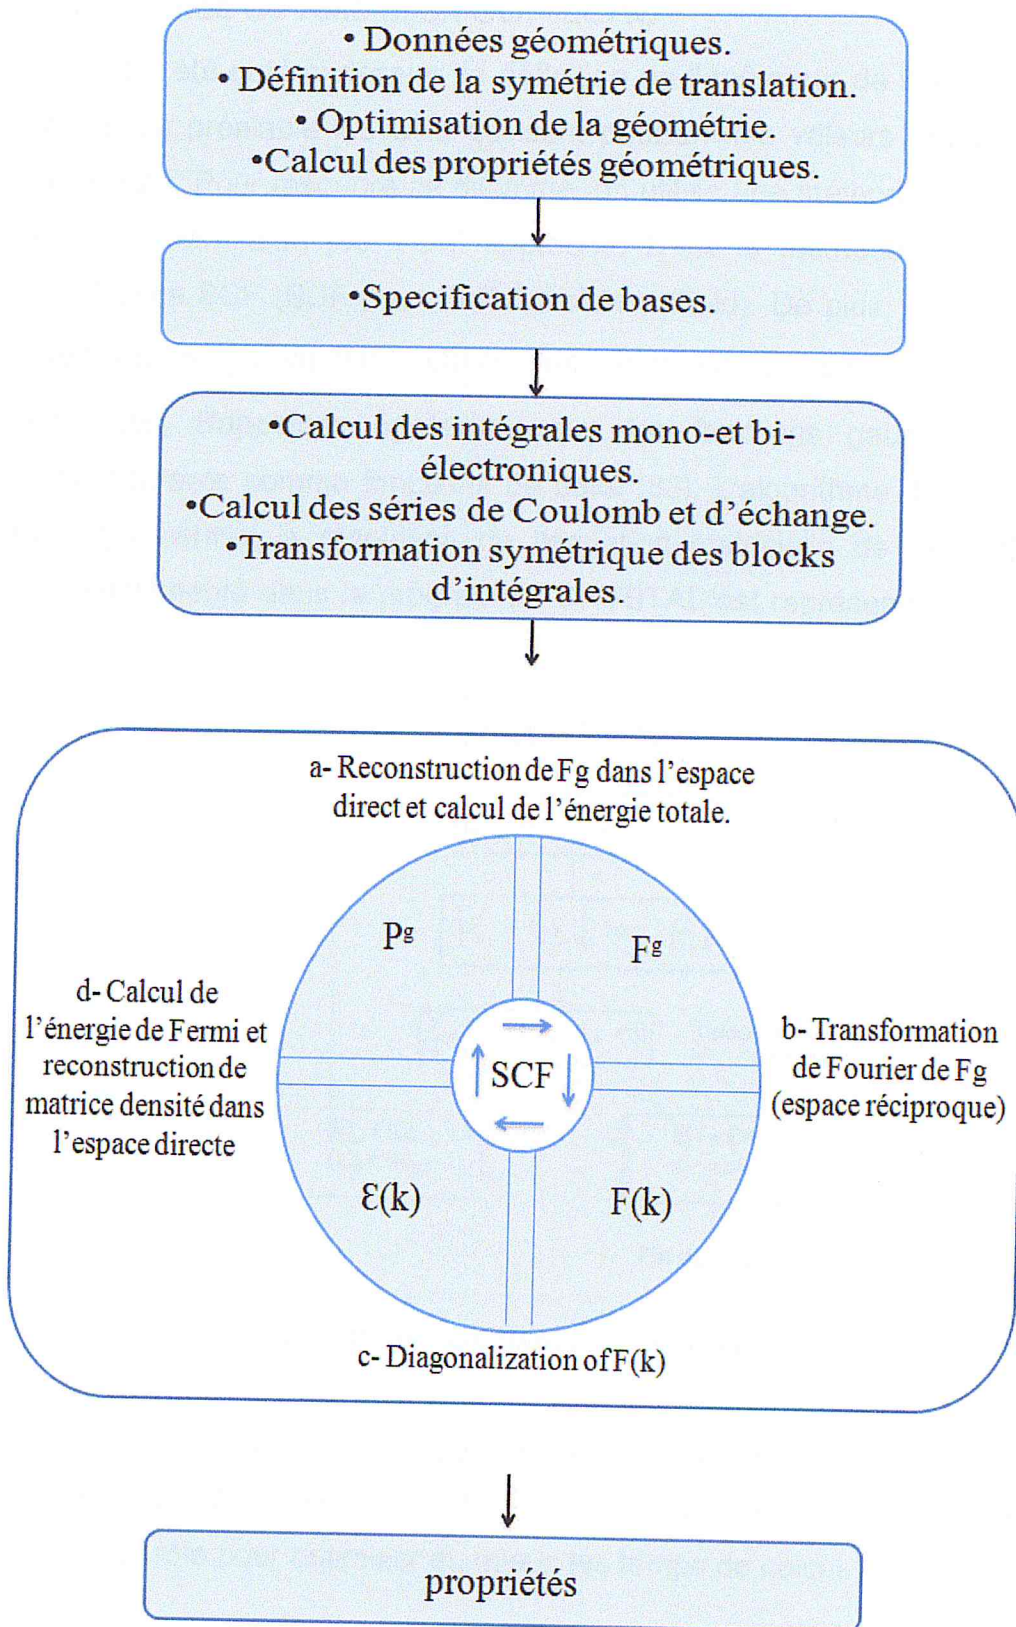 • Données géométriques.
• Définition de la symétrie de translation.
• Optimisation de la géométrie.
•Calcul des propriétés géométriques.
•Specification de bases.
•Calcul des intégrales mono-et bi-
électroniques.
•Calcul des séries de Coulomb et d’échange.
•Transformation symétrique des blocks
d’intégrales.
a- Reconstruction de Fg dans l’espace
direct et calcul de l’énergie totale.
Pg
Fg
d- Calcul de
l’énergie de Fermi et
reconstruction de
matrice densité dans
l’espace directe
SCF
b- Transformation
de Fourier de Fg
(espace réciproque)
Ɛ(k)
F(k)
c- Diagonalization of F(k)
propriétés